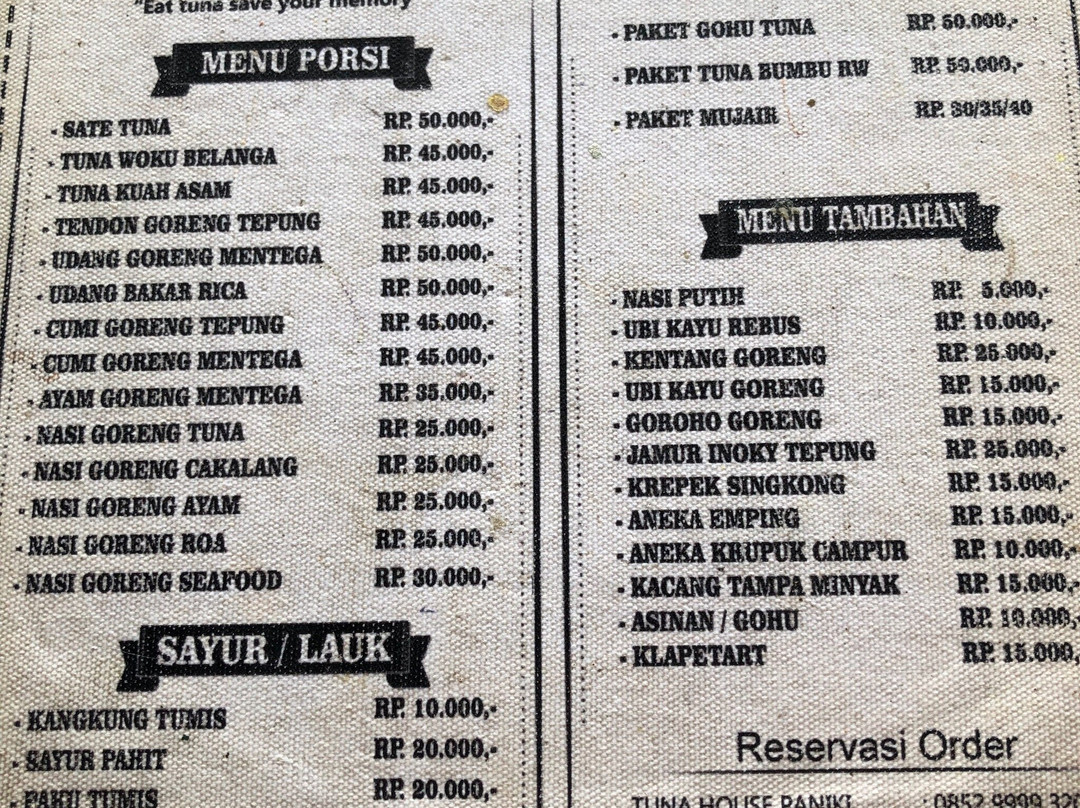 "Eat tuna save your memory"
MENU PORSI
· SATE TUNA RP. 50.000,-
· TUNA WOKU BELANGA RP. 45.000,-
· TUNA KUAH ASAM RP. 45.000,-
· TENDON GORENG TEPUNG RP. 45.000,-
· UDANG GORENG MENTEGA RP. 50.000,-
· UDANG BAKAR RICA RP. 50.000,-
· CUMI GORENG TEPUNG RP. 45.000,-
· CUMI GORENG MENTEGA RP. 45.000,-
· AYAM GORENG MENTEGA RP. 35.000,-
· NASI GORENG TUNA RP. 25.000,-
· NASI GORENG CAKALANG RP. 25.000,-
· NASI GORENG AYAM RP. 25.000,-
· NASI GORENG ROA RP. 25.000,-
· NASI GORENG SEAFOOD RP. 30.000,-
SAYUR / LAUK
· KANGKUNG TUMIS RP. 10.000,-
· SAYUR PAHIT RP. 20.000,-
PAKU TUMIS RP. 20.000,-
· PAKET GOHU TUNA RP. 50.000,-
· PAKET TUNA BUMBU RW RP. 50.000,-
· PAKET MUJAIR RP. 30/35/40
MENU TAMBAHAN
· NASI PUTIH RP. 5.000,-
· UBI KAYU REBUS RP. 10.000,-
· KENTANG GORENG RP. 25.000,-
· UBI KAYU GORENG RP. 15.000,-
· GOROHO GORENG RP. 15.000,-
· JAMUR INOKY TEPUNG RP. 25.000,-
· KREPEK SINGKONG RP. 15.000,-
· ANEKA EMPING RP. 15.000,-
· ANEKA KRUPUK CAMPUR RP. 10.000,-
· KACANG TAMPA MINYAK RP. 15.000,-
· ASINAN / GOHU RP. 10.000,-
· KLAPETART RP. 15.000,
Reservasi Order
TUNA HOUSE PANIKI 0852 9999